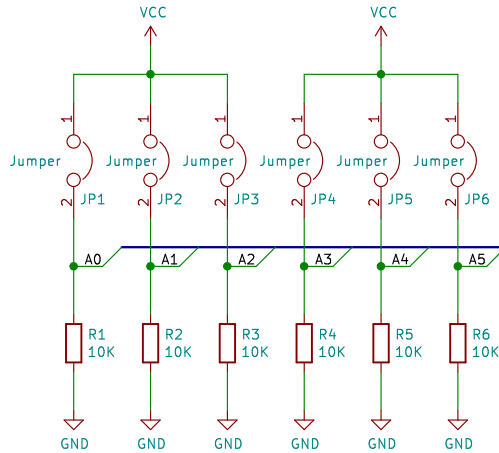 VCC VCC
1 1 1 1 1 1
Jumper Jumper Jumper Jumper Jumper Jumper
2 JP1 2 JP2 2 JP3 2 JP4 2 JP5 2 JP6
A0 A1 A2 A3 A4 A5
R1 R2 R3 R4 R5 R6
10K 10K 10K 10K 10K 10K
GND GND GND GND GND GND